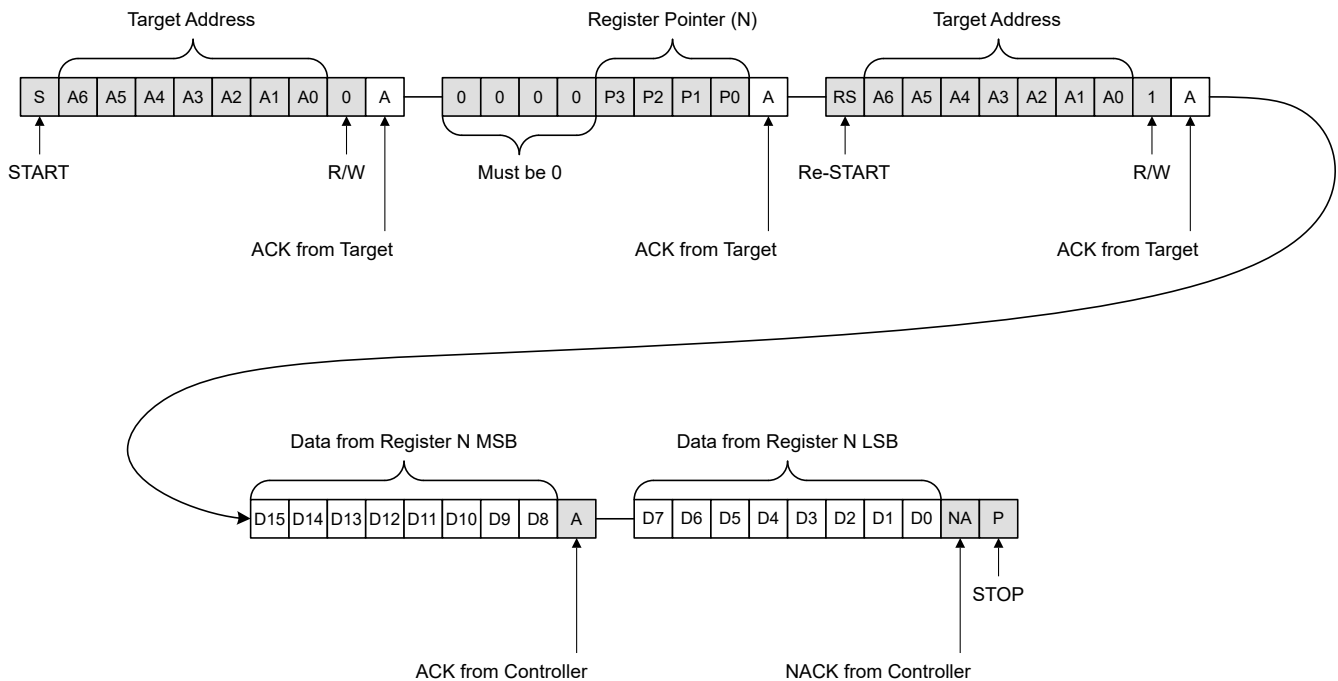 Target Address Register Pointer (N) Target Address
S A6 A5 A4 A3 A2 A1 A0 0 A 0 0 0 0 P3 P2 P1 P0 A RS A6 A5 A4 A3 A2 A1 A0 1 A
START R/W Must be 0 Re-START R/W
ACK from Target ACK from Target ACK from Target
Data from Register N MSB Data from Register N LSB
D15 D14 D13 D12 D11 D10 D9 D8 A D7 D6 D5 D4 D3 D2 D1 D0 NA P
STOP
ACK from Controller NACK from Controller